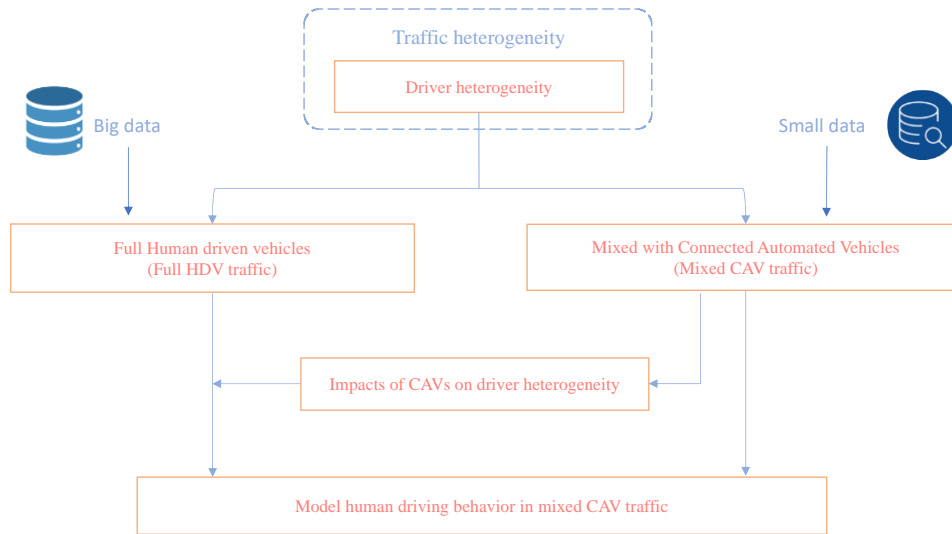 Traffic heterogeneity
Driver heterogeneity
Big data
Small data
Full Human driven vehicles
(Full HDV traffic)
Mixed with Connected Automated Vehicles
(Mixed CAV traffic)
Impacts of CAVs on driver heterogeneity
Model human driving behavior in mixed CAV traffic